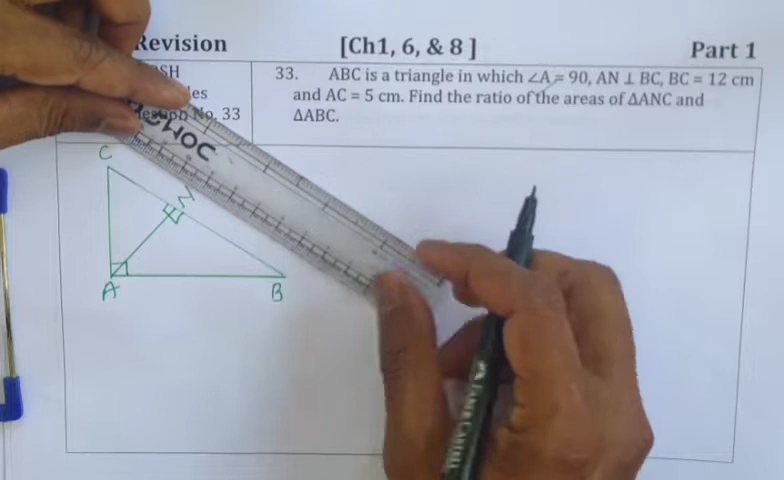 Revision [Ch1, 6, & 8 ] Part 1
33. ABC is a triangle in which ∠A = 90, AN ⊥ BC, BC = 12 cm
and AC = 5 cm. Find the ratio of the areas of ΔANC and
ΔABC.
No. 33
C
N
A
B